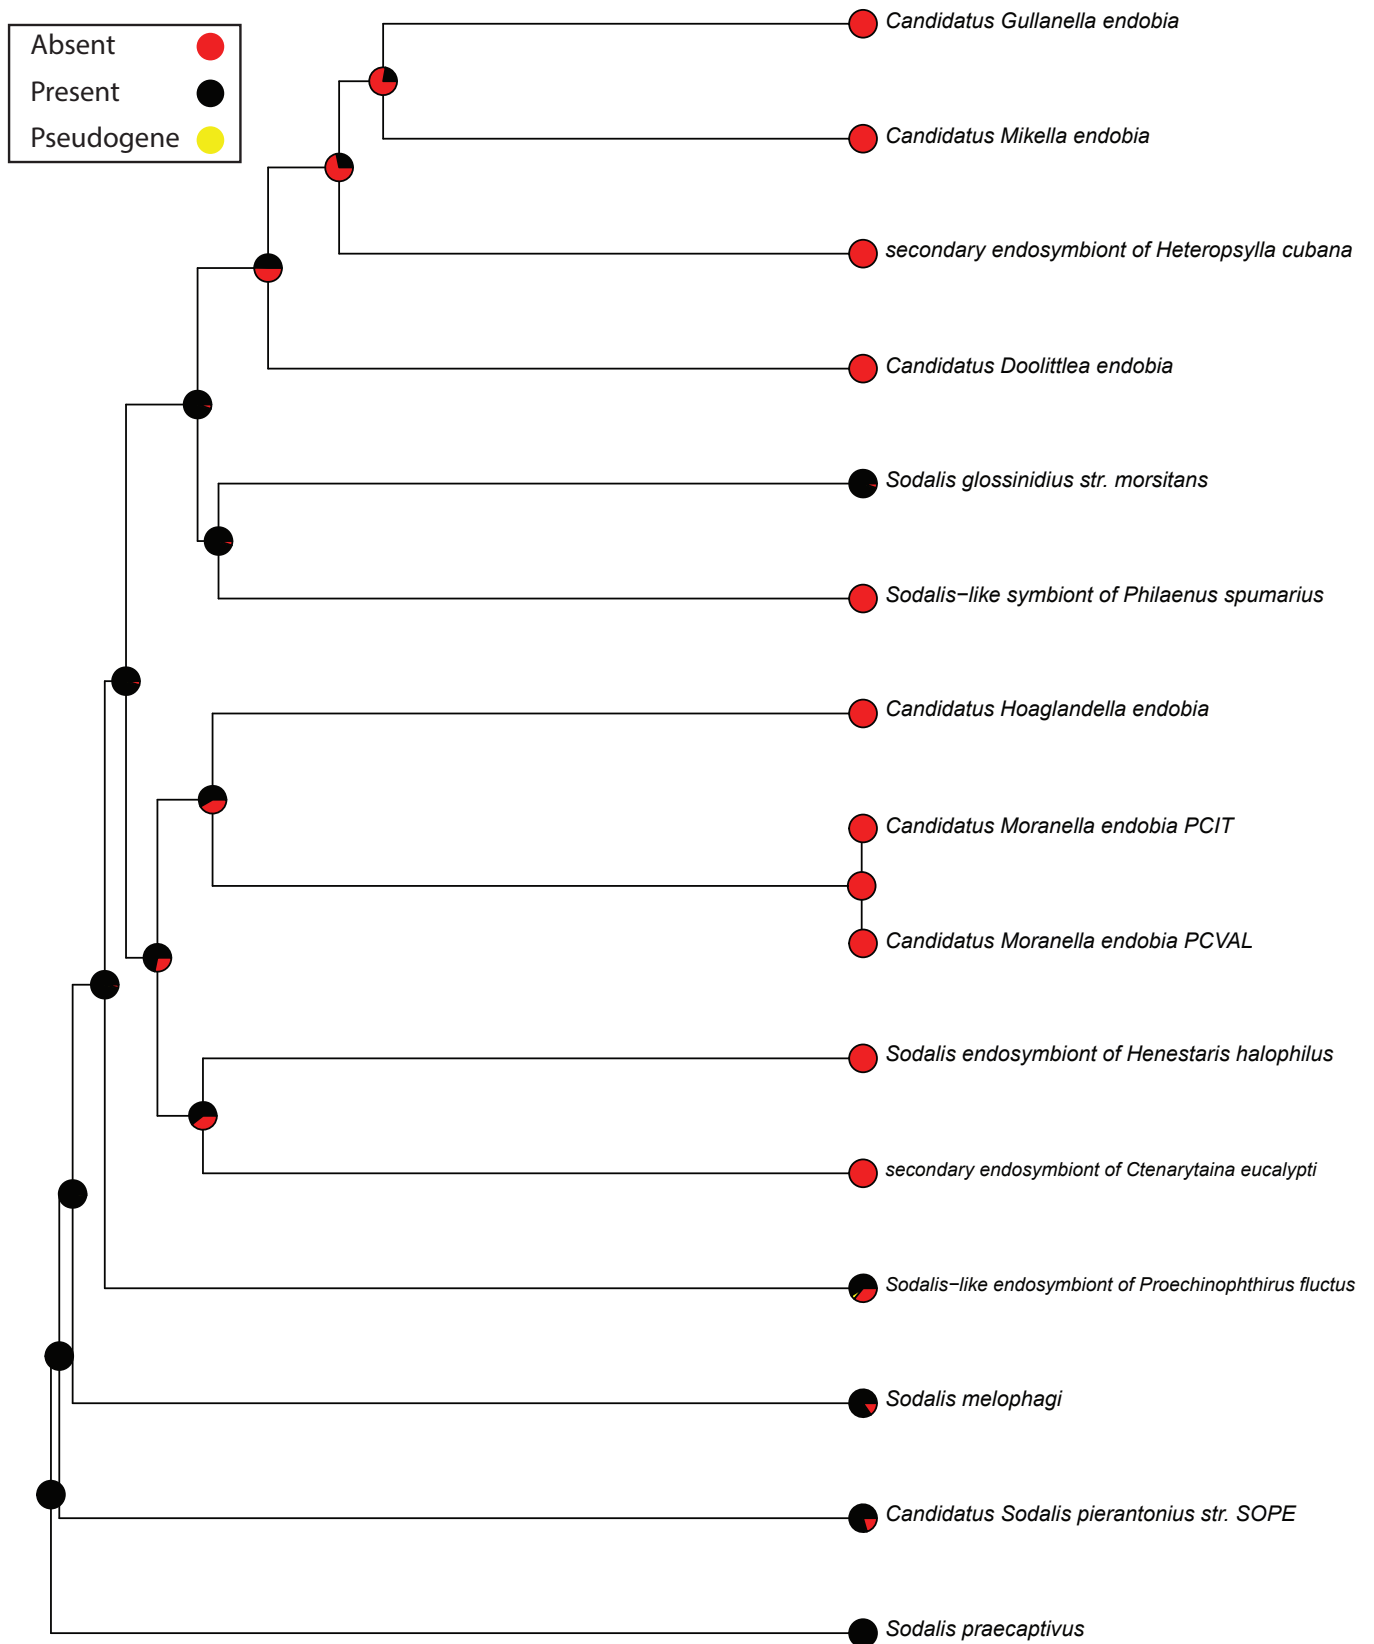 Absent
Present
Pseudogene
Candidatus Gullanella endobia
Candidatus Mikella endobia
secondary endosymbiont of Heteropsylla cubana
Candidatus Doolittlea endobia
Sodalis glossinidius str. morsitans
Sodalis−like symbiont of Philaenus spumarius
Candidatus Hoaglandella endobia
Candidatus Moranella endobia PCIT
Candidatus Moranella endobia PCVAL
Sodalis endosymbiont of Henestaris halophilus
secondary endosymbiont of Ctenarytaina eucalypti
Sodalis−like endosymbiont of Proechinophthirus fluctus
Sodalis melophagi
Candidatus Sodalis pierantonius str. SOPE
Sodalis praecaptivus